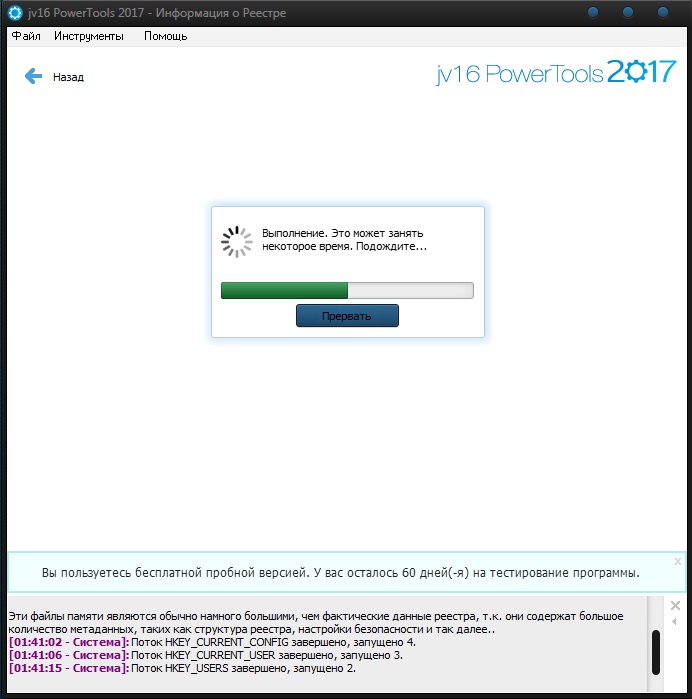 jv16 PowerTools 2017 - Информация о Реестре
Файл Инструменты Помощь
Назад
jv16 PowerTools 2017
Выполнение. Это может занять
некоторое время. Подождите...
Прервать
Вы пользуетесь бесплатной пробной версией. У вас осталось 60 дней(-я) на тестирование программы.
Эти файлы памяти являются обычно намного большими, чем фактические данные реестра, т.к. они содержат большое
количество метаданных, таких как структура реестра, настройки безопасности и так далее..
[01:41:02 - Система]: Поток HKEY_CURRENT_CONFIG завершено, запущено 4.
[01:41:06 - Система]: Поток HKEY_CURRENT_USER завершено, запущено 3.
[01:41:15 - Система]: Поток HKEY_USERS завершено, запущено 2.